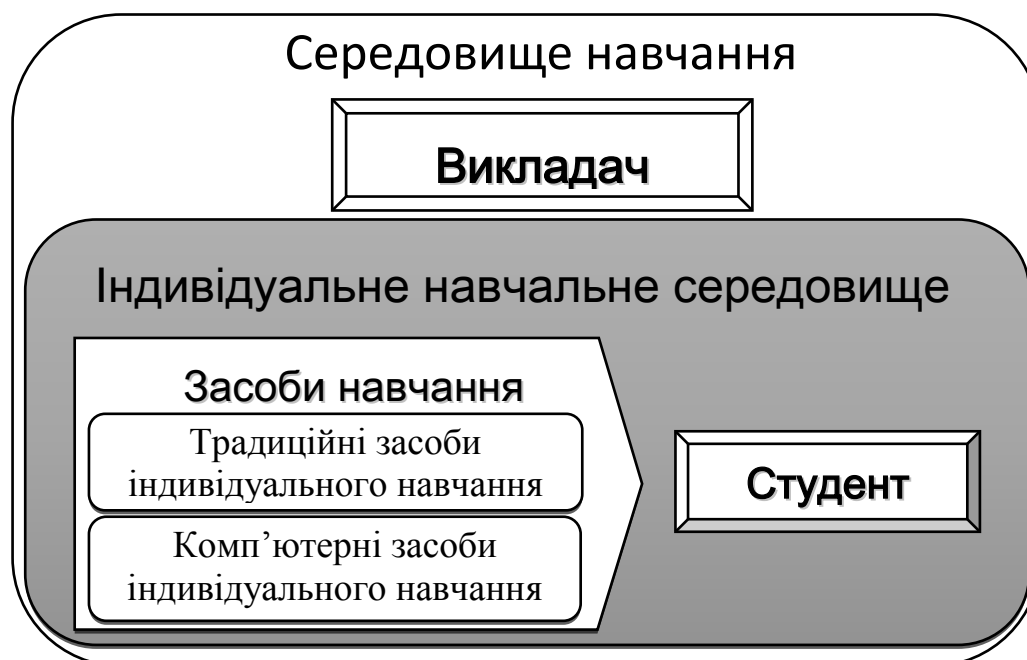 Середовище навчання
Викладач
Індивідуальне навчальне середовище
Засоби навчання
Традиційні засоби
індивідуального навчання
Комп’ютерні засоби
індивідуального навчання
Студент